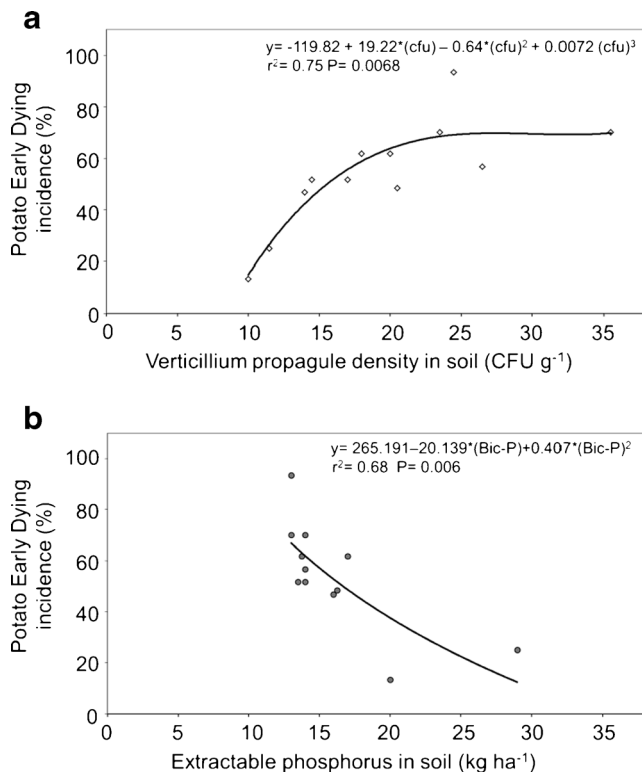 a
y= -119.82 + 19.22*(cfu) – 0.64*(cfu)² + 0.0072 (cfu)³
r²= 0.75 P= 0.0068
Potato Early Dying
incidence (%)
100
80
60
40
20
0
0 5 10 15 20 25 30 35
Verticillium propagule density in soil (CFU g⁻¹)
b
y= 265.191–20.139*(Bic-P)+0.407*(Bic-P)²
r²= 0.68 P= 0.006
Potato Early Dying
incidence (%)
100
80
60
40
20
0
0 5 10 15 20 25 30 35
Extractable phosphorus in soil (kg ha⁻¹)